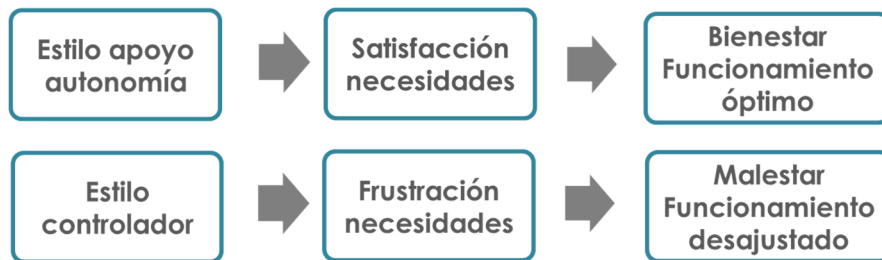 Estilo apoyo
autonomía
Satisfacción
necesidades
Bienestar
Funcionamiento
óptimo
Estilo
controlador
Frustración
necesidades
Malestar
Funcionamiento
desajustado